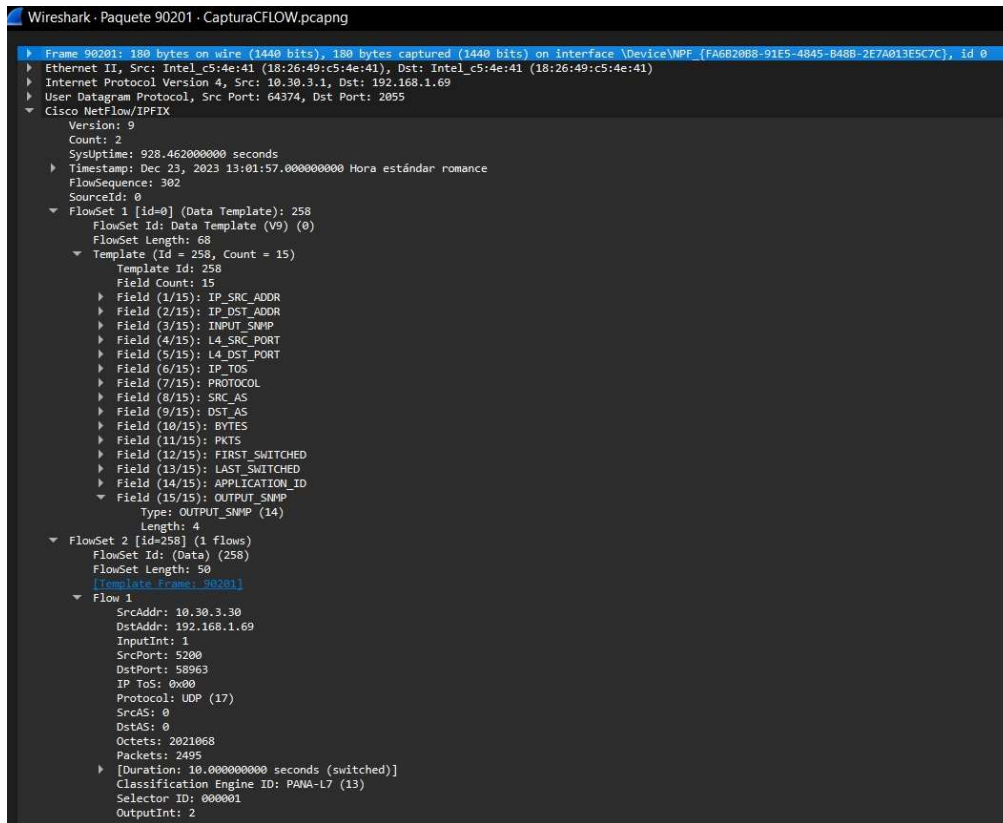 Wireshark · Paquete 90201 · CapturaCFLOW.pcapng
Frame 90201: 180 bytes on wire (1440 bits), 180 bytes captured (1440 bits) on interface \Device\NPF_{FA6B20B8-91E5-4845-B48B-2E7A013E5C7C}, id 0
Ethernet II, Src: Intel_c5:4e:41 (18:26:49:c5:4e:41), Dst: Intel_c5:4e:41 (18:26:49:c5:4e:41)
Internet Protocol Version 4, Src: 10.30.3.1, Dst: 192.168.1.69
User Datagram Protocol, Src Port: 64374, Dst Port: 2055
Cisco NetFlow/IPFIX
Version: 9
Count: 2
SysUptime: 928.462000000 seconds
Timestamp: Dec 23, 2023 13:01:57.000000000 Hora estándar romance
FlowSequence: 302
SourceId: 0
FlowSet 1 [id=0] (Data Template): 258
FlowSet Id: Data Template (V9) (0)
FlowSet Length: 68
Template (Id = 258, Count = 15)
Template Id: 258
Field Count: 15
Field (1/15): IP_SRC_ADDR
Field (2/15): IP_DST_ADDR
Field (3/15): INPUT_SNMP
Field (4/15): L4_SRC_PORT
Field (5/15): L4_DST_PORT
Field (6/15): IP_TOS
Field (7/15): PROTOCOL
Field (8/15): SRC_AS
Field (9/15): DST_AS
Field (10/15): BYTES
Field (11/15): PKTS
Field (12/15): FIRST_SWITCHED
Field (13/15): LAST_SWITCHED
Field (14/15): APPLICATION_ID
Field (15/15): OUTPUT_SNMP
Type: OUTPUT_SNMP (14)
Length: 4
FlowSet 2 [id=258] (1 flows)
FlowSet Id: (Data) (258)
FlowSet Length: 50
[Template Frame: 90201]
Flow 1
SrcAddr: 10.30.3.30
DstAddr: 192.168.1.69
InputInt: 1
SrcPort: 5200
DstPort: 58963
IP ToS: 0x00
Protocol: UDP (17)
SrcAS: 0
DstAS: 0
Octets: 2021068
Packets: 2495
[Duration: 10.000000000 seconds (switched)]
Classification Engine ID: PANA-L7 (13)
Selector ID: 000001
OutputInt: 2